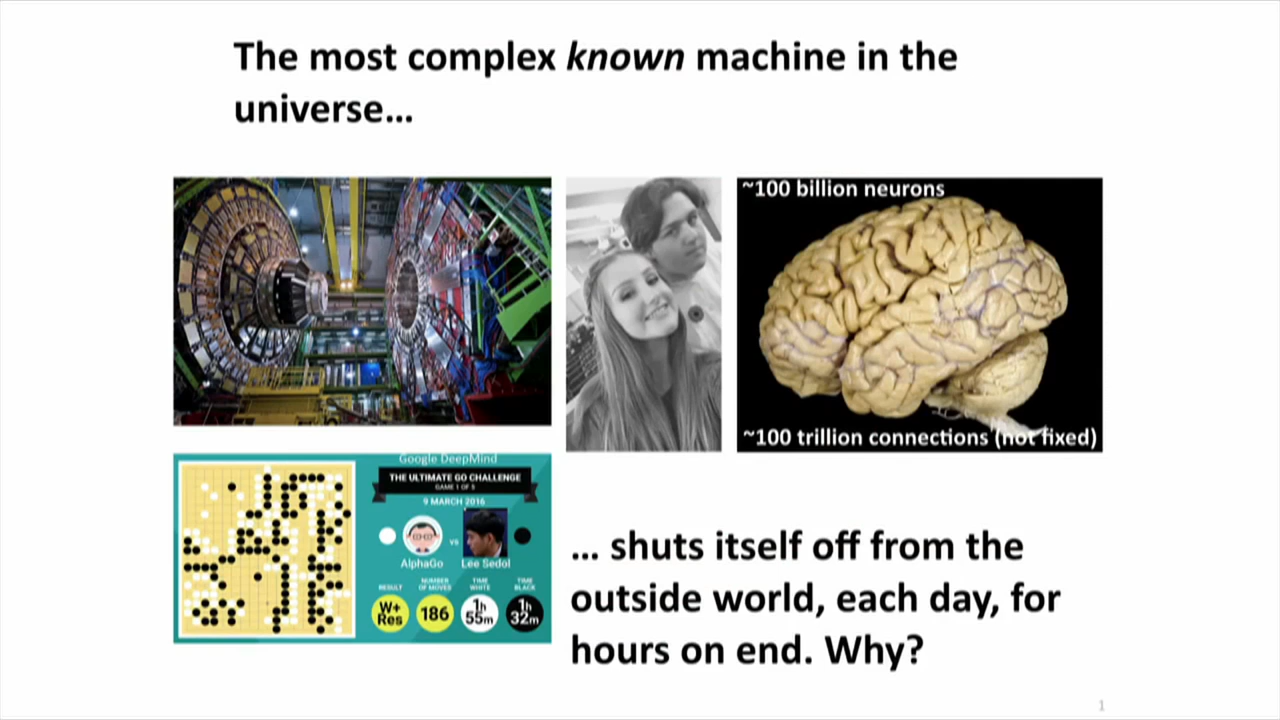 The most complex known machine in the
universe...
~100 billion neurons
~100 trillion connections (not fixed)
Google DeepMind
THE ULTIMATE GO CHALLENGE
GAME 1 OF 5
9 MARCH 2016
AlphaGo
vs
Lee Sedol
RESULT
W+
Res
NUMBER
OF MOVES
186
TIME
WHITE
1h
55m
TIME
BLACK
1h
32m
... shuts itself off from the
outside world, each day, for
hours on end. Why?
1